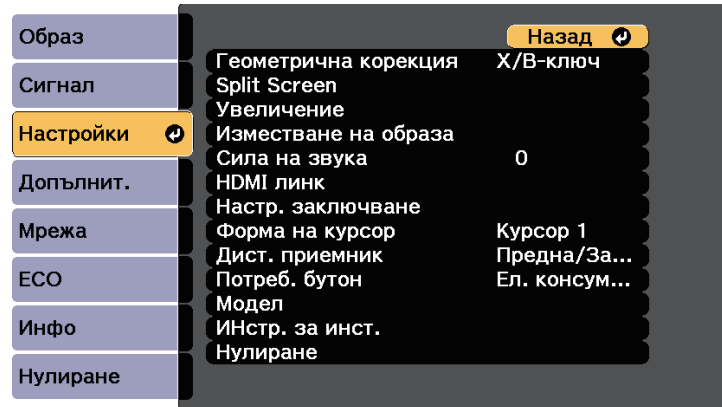 Образ
Сигнал
Настройки
Допълнит.
Мрежа
ECO
Инфо
Нулиране
Назад
Геометрична корекция X/B-ключ
Split Screen
Увеличение
Изместване на образа
Сила на звука 0
HDMI линк
Настр. заключване
Форма на курсор Курсор 1
Дист. приемник Предна/За...
Потреб. бутон Ел. консум...
Модел
ИНстр. за инст.
Нулиране